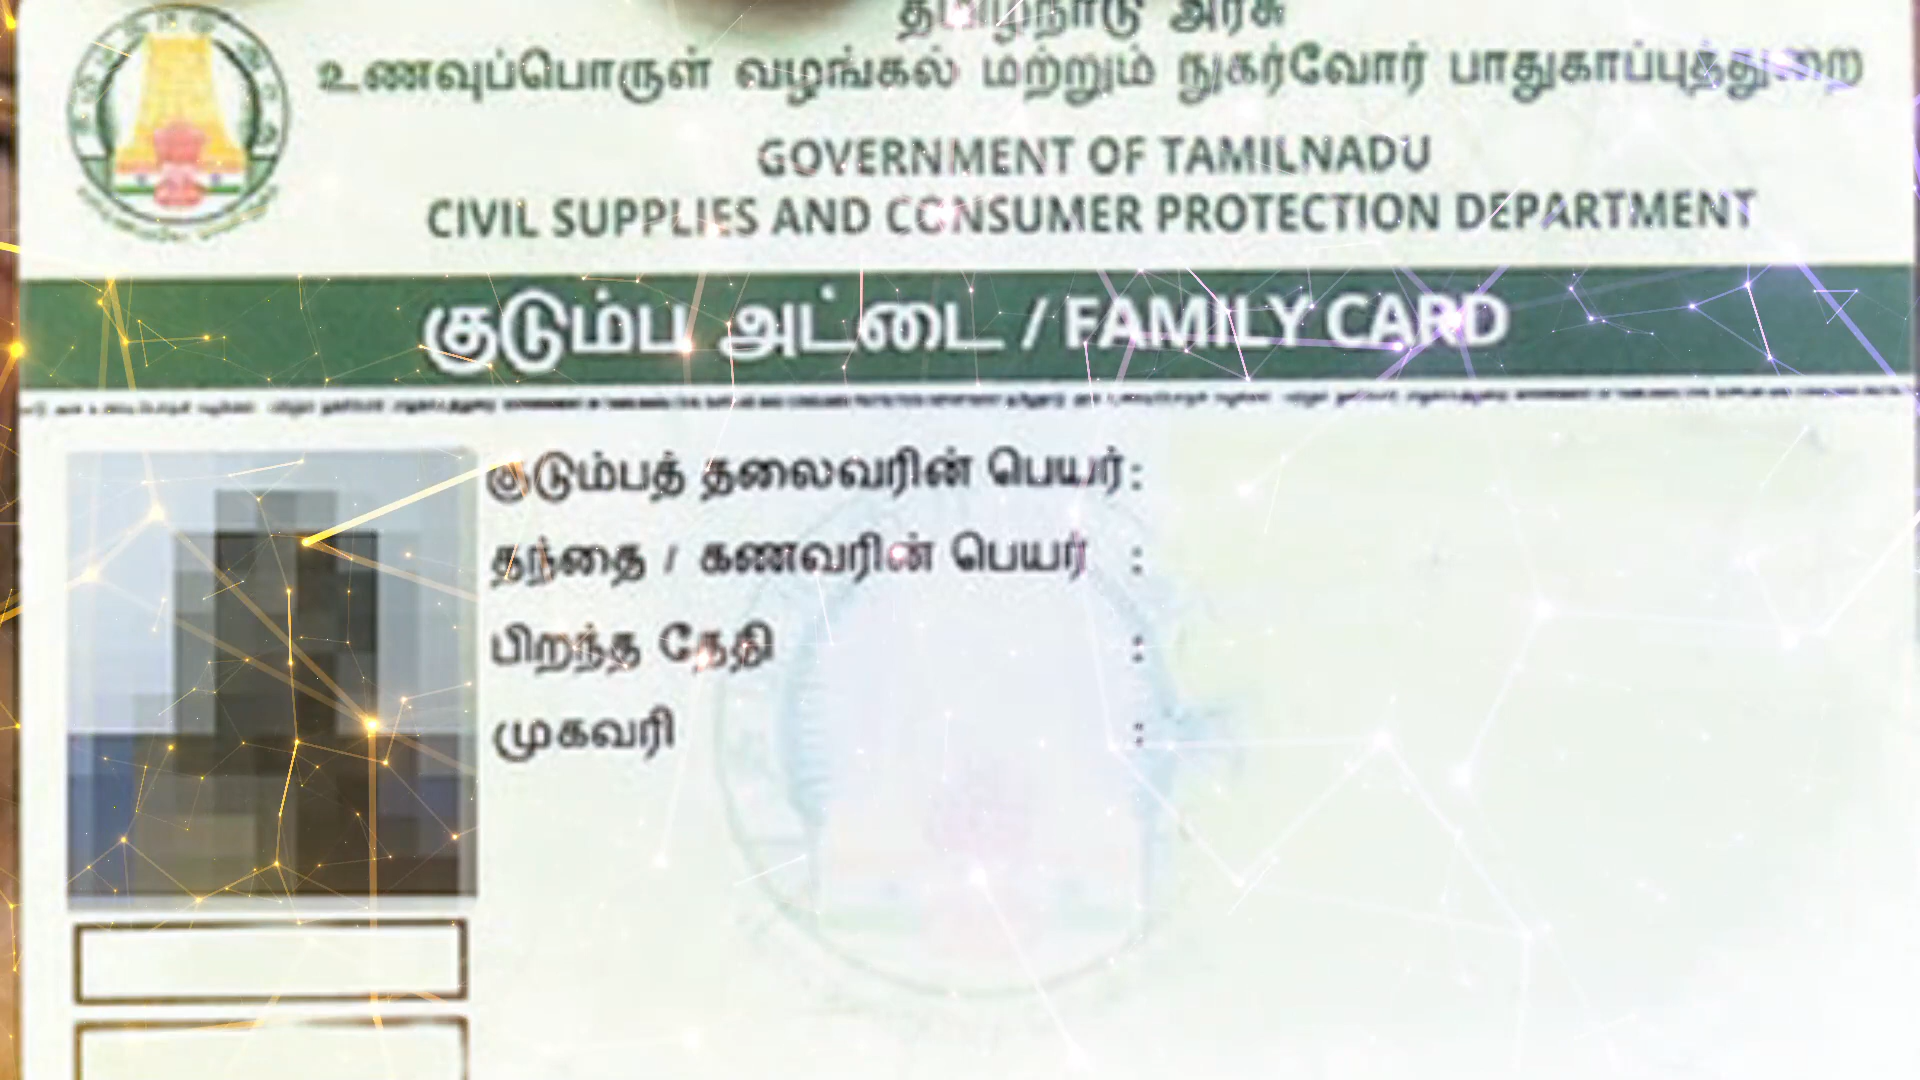 தமிழ்நாடு அரசு
உணவுப்பொருள் வழங்கல் மற்றும் நுகர்வோர் பாதுகாப்புத்துறை
GOVERNMENT OF TAMILNADU
CIVIL SUPPLIES AND CONSUMER PROTECTION DEPARTMENT
குடும்ப அட்டை / FAMILY CARD
குடும்பத் தலைவரின் பெயர் :
தந்தை / கணவரின் பெயர் :
பிறந்த தேதி :
முகவரி :